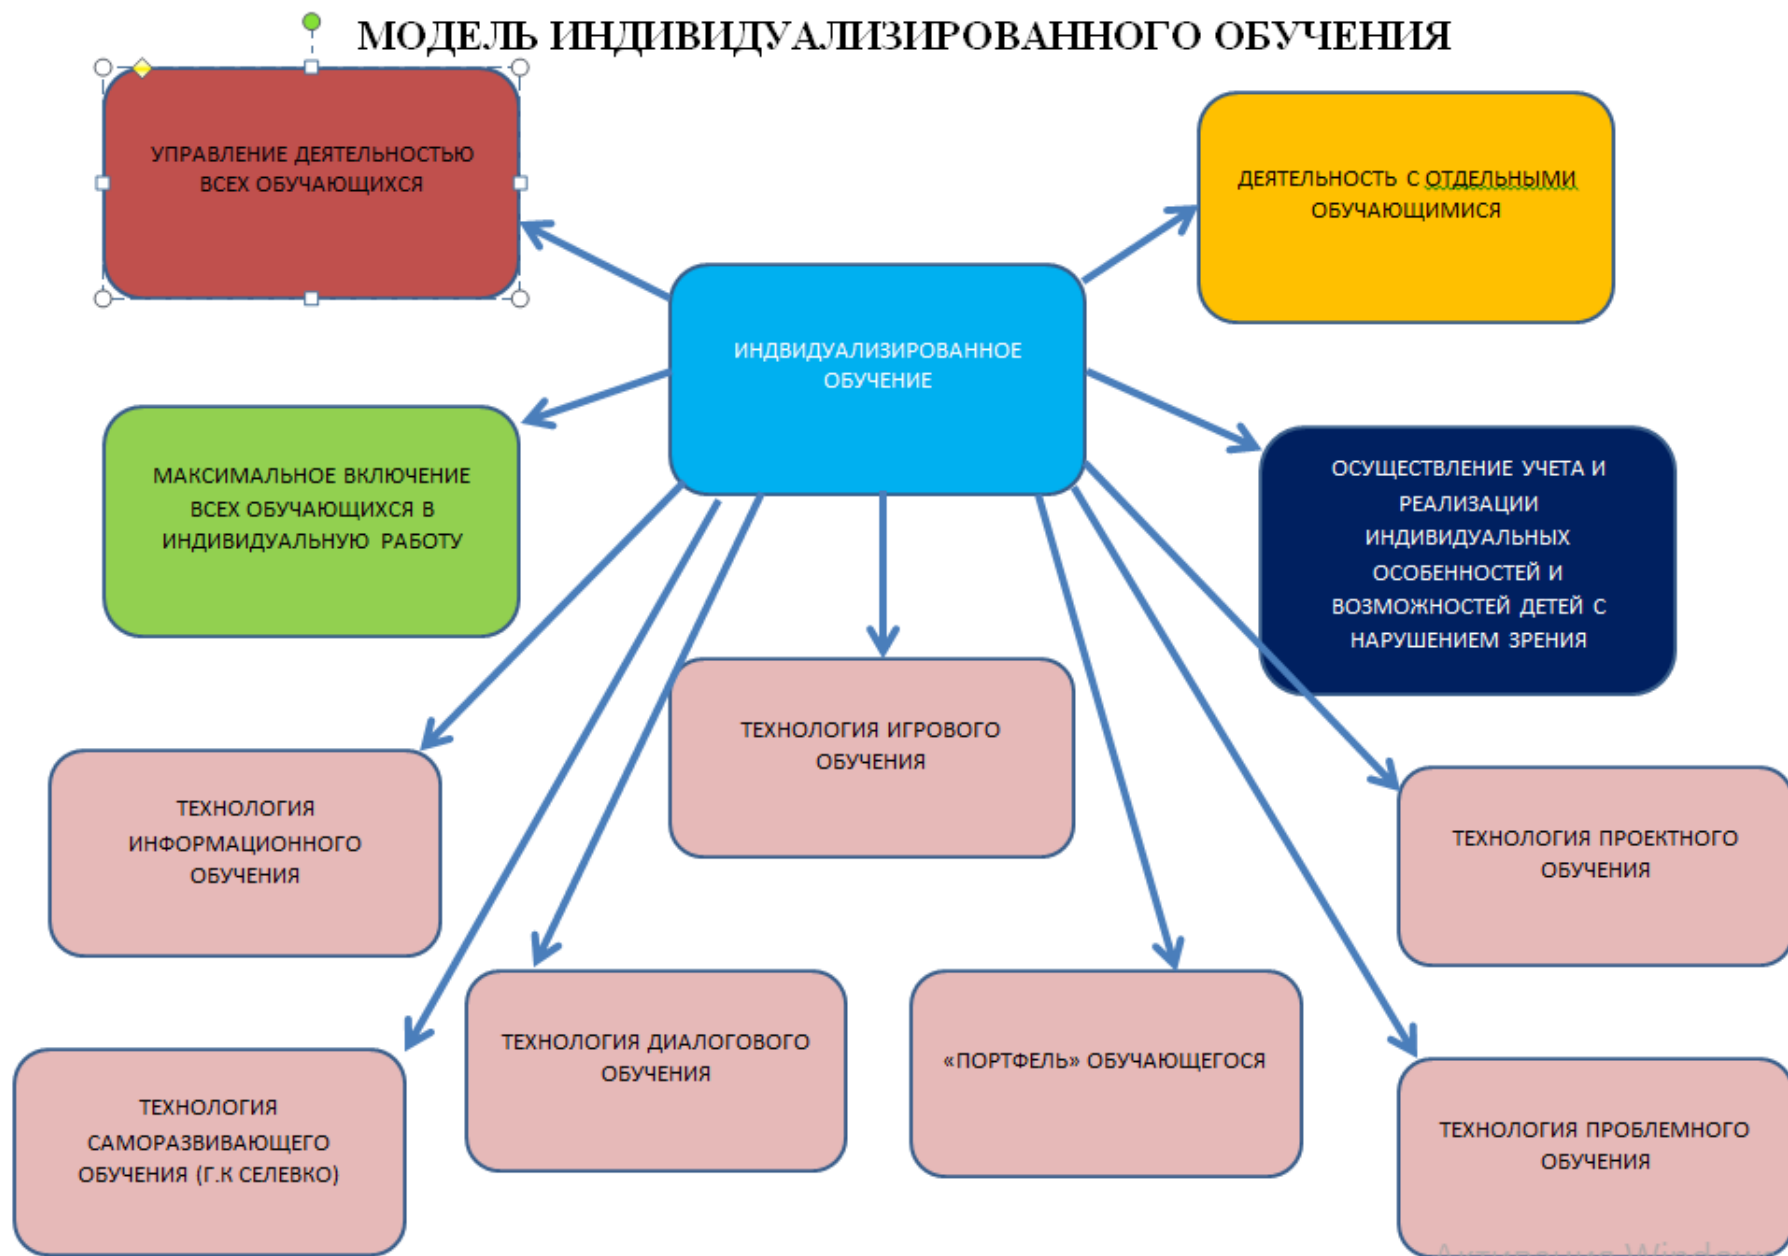 МОДЕЛЬ ИНДИВИДУАЛИЗИРОВАННОГО ОБУЧЕНИЯ
УПРАВЛЕНИЕ ДЕЯТЕЛЬНОСТЬЮ
ВСЕХ ОБУЧАЮЩИХСЯ
ДЕЯТЕЛЬНОСТЬ С ОТДЕЛЬНЫМИ
ОБУЧАЮЩИМИСЯ
ИНДВИДУАЛИЗИРОВАННОЕ
ОБУЧЕНИЕ
МАКСИМАЛЬНОЕ ВКЛЮЧЕНИЕ
ВСЕХ ОБУЧАЮЩИХСЯ В
ИНДИВИДУАЛЬНУЮ РАБОТУ
ОСУЩЕСТВЛЕНИЕ УЧЕТА И
РЕАЛИЗАЦИИ
ИНДИВИДУАЛЬНЫХ
ОСОБЕННОСТЕЙ И
ВОЗМОЖНОСТЕЙ ДЕТЕЙ С
НАРУШЕНИЕМ ЗРЕНИЯ
ТЕХНОЛОГИЯ ИГРОВОГО
ОБУЧЕНИЯ
ТЕХНОЛОГИЯ
ИНФОРМАЦИОННОГО
ОБУЧЕНИЯ
ТЕХНОЛОГИЯ ПРОЕКТНОГО
ОБУЧЕНИЯ
ТЕХНОЛОГИЯ ДИАЛОГОВОГО
ОБУЧЕНИЯ
«ПОРТФЕЛЬ» ОБУЧАЮЩЕГОСЯ
ТЕХНОЛОГИЯ
САМОРАЗВИВАЮЩЕГО
ОБУЧЕНИЯ (Г.К СЕЛЕВКО)
ТЕХНОЛОГИЯ ПРОБЛЕМНОГО
ОБУЧЕНИЯ